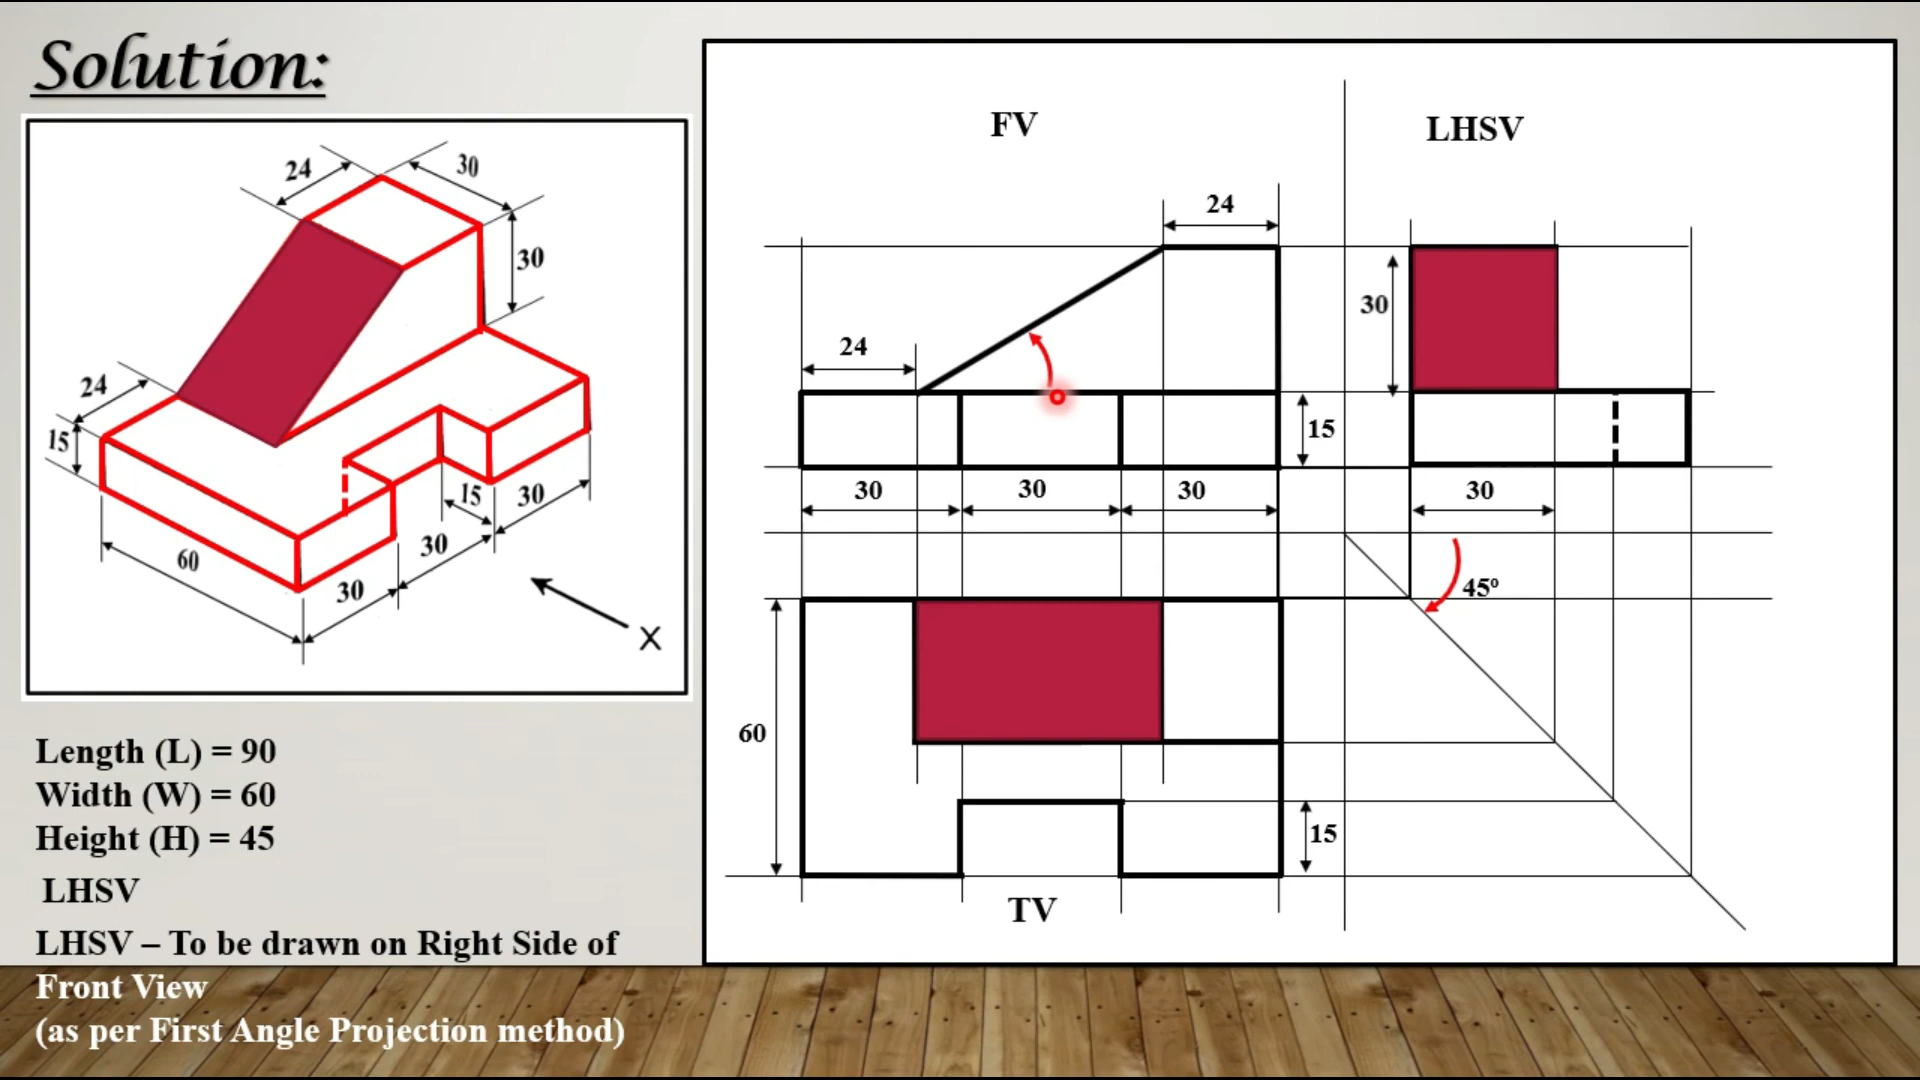 Solution:
24
30
30
24
15
15
30
30
60
30
X
Length (L) = 90
Width (W) = 60
Height (H) = 45
LHSV
LHSV – To be drawn on Right Side of
Front View
(as per First Angle Projection method)
FV
LHSV
24
30
24
15
30
30
30
30
45º
60
15
TV